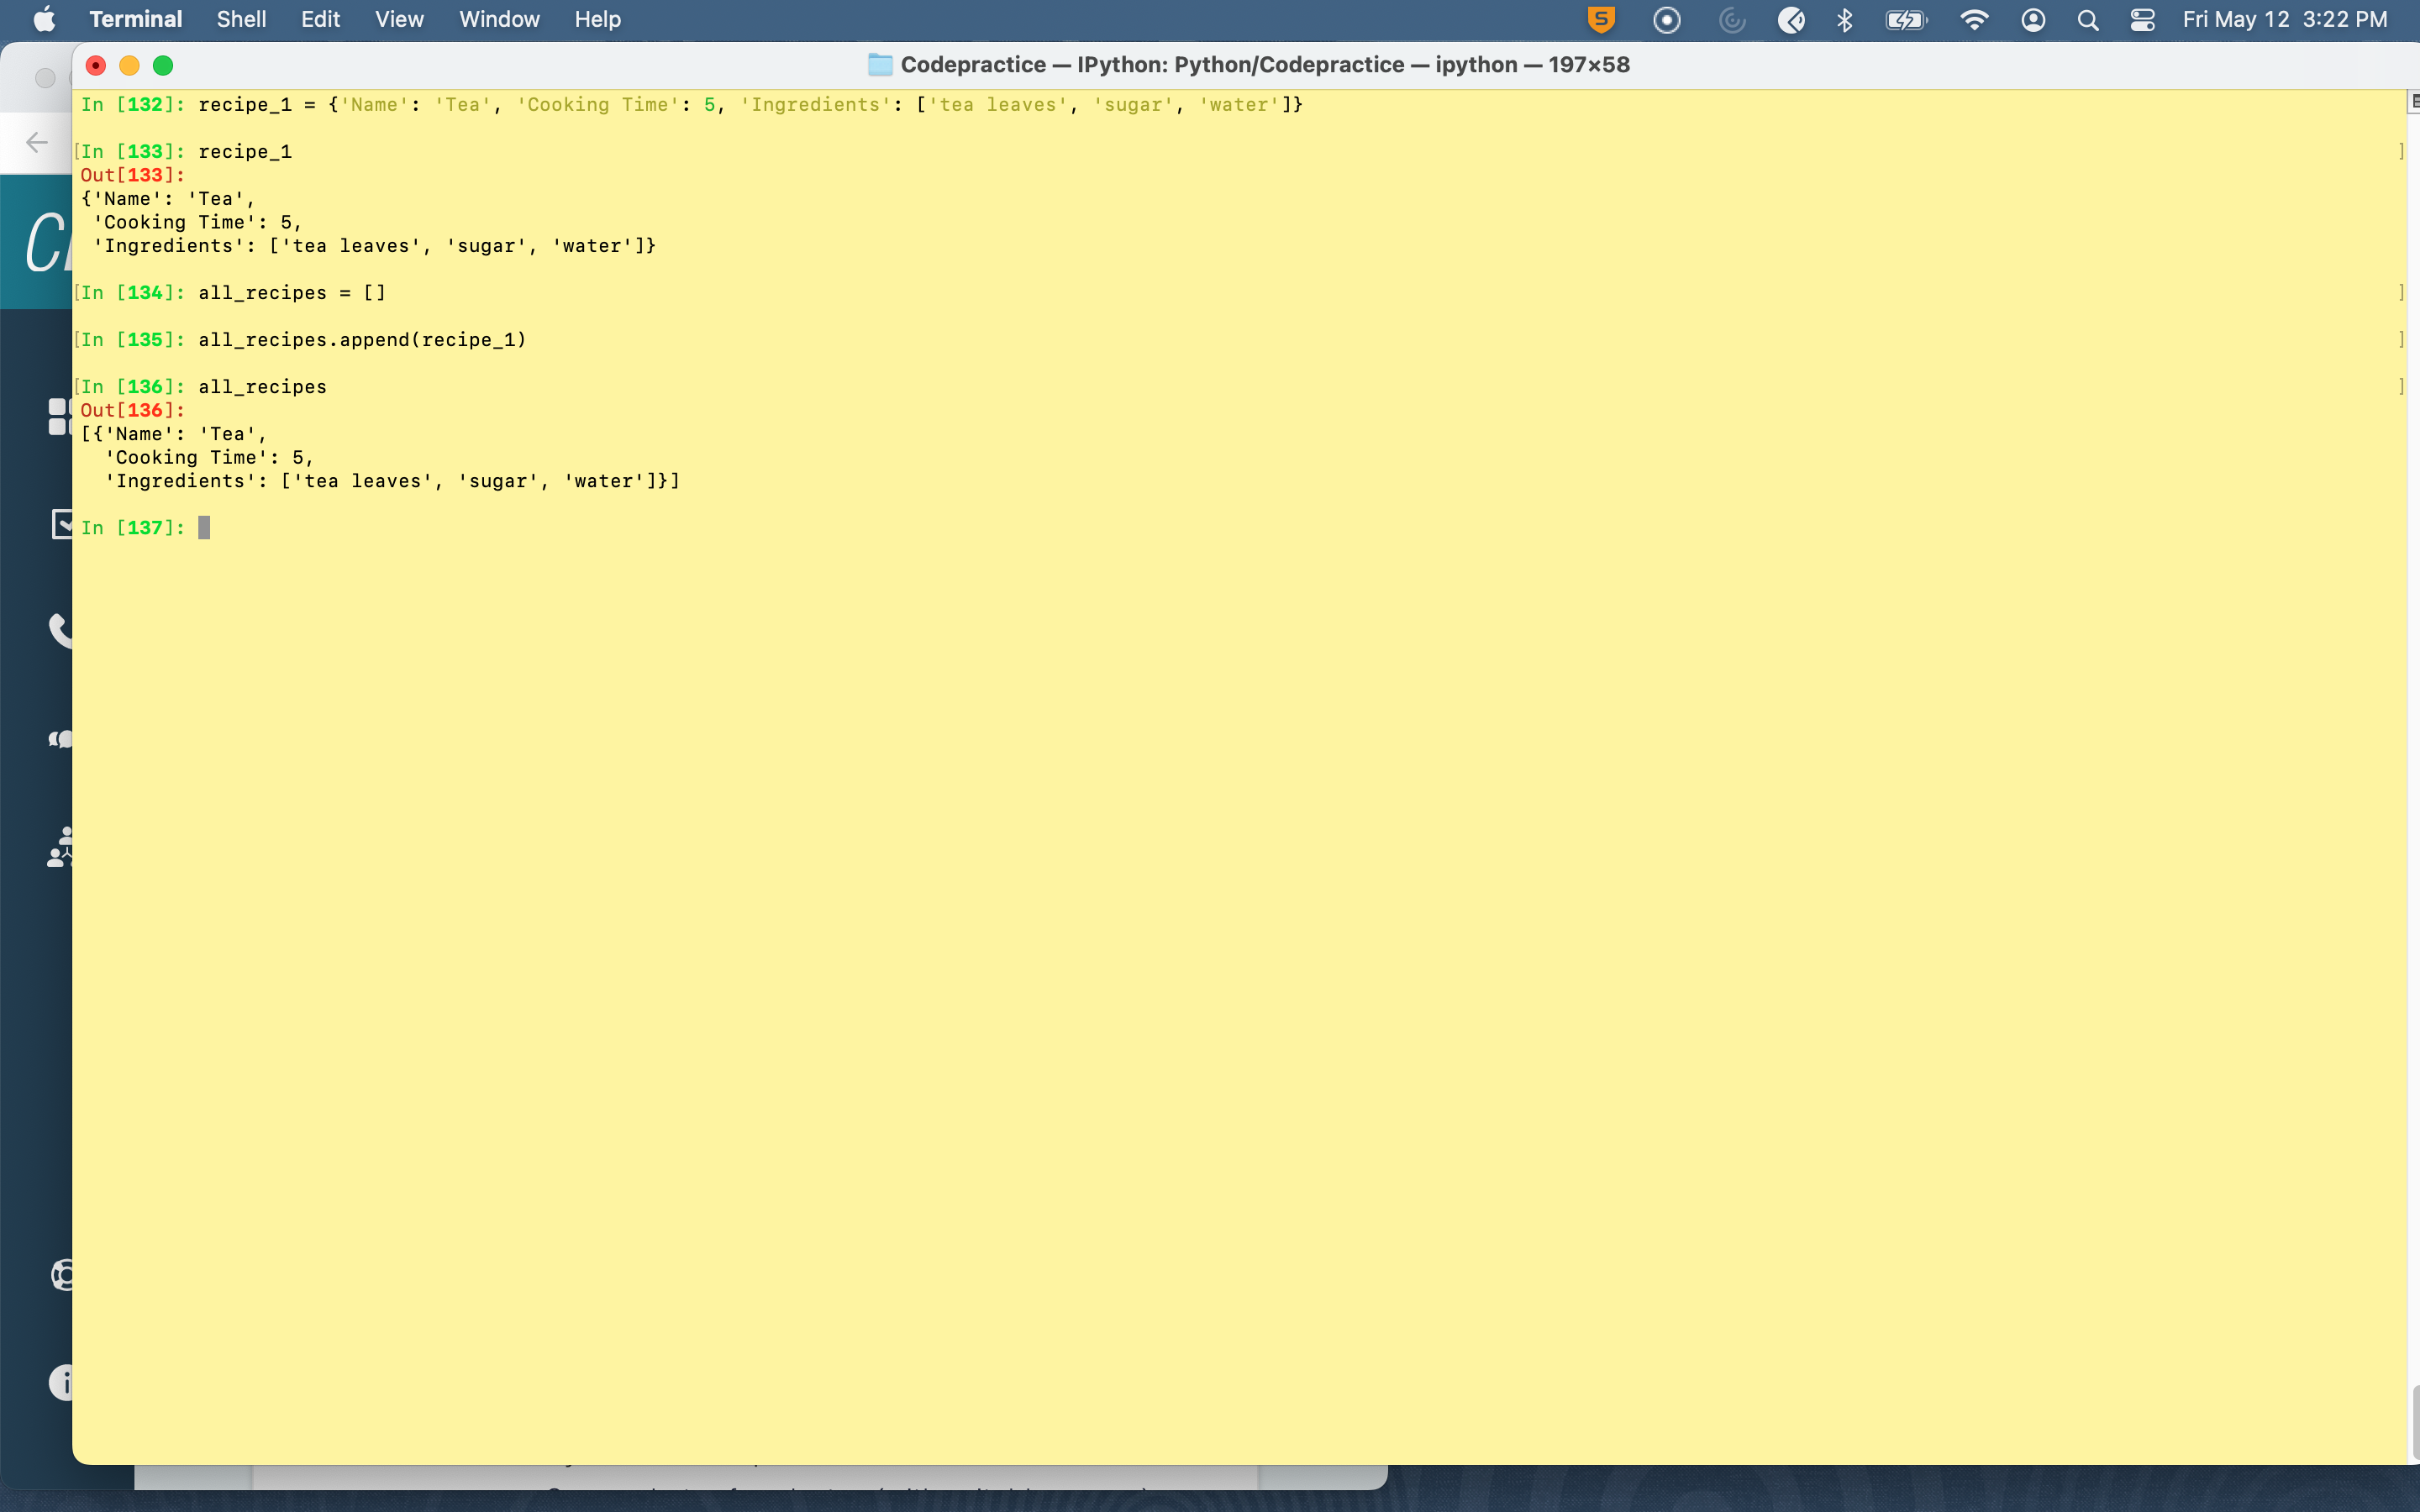 Terminal Shell Edit View Window Help S Fri May 12 3:22 PM
Codepractice — IPython: Python/Codepractice — ipython — 197×58
In [132]: recipe_1 = {'Name': 'Tea', 'Cooking Time': 5, 'Ingredients': ['tea leaves', 'sugar', 'water']}
[In [133]: recipe_1 ]
Out[133]:
{'Name': 'Tea',
 'Cooking Time': 5,
 'Ingredients': ['tea leaves', 'sugar', 'water']}
[In [134]: all_recipes = [] ]
[In [135]: all_recipes.append(recipe_1) ]
[In [136]: all_recipes ]
Out[136]:
[{'Name': 'Tea',
  'Cooking Time': 5,
  'Ingredients': ['tea leaves', 'sugar', 'water']}]
In [137]: